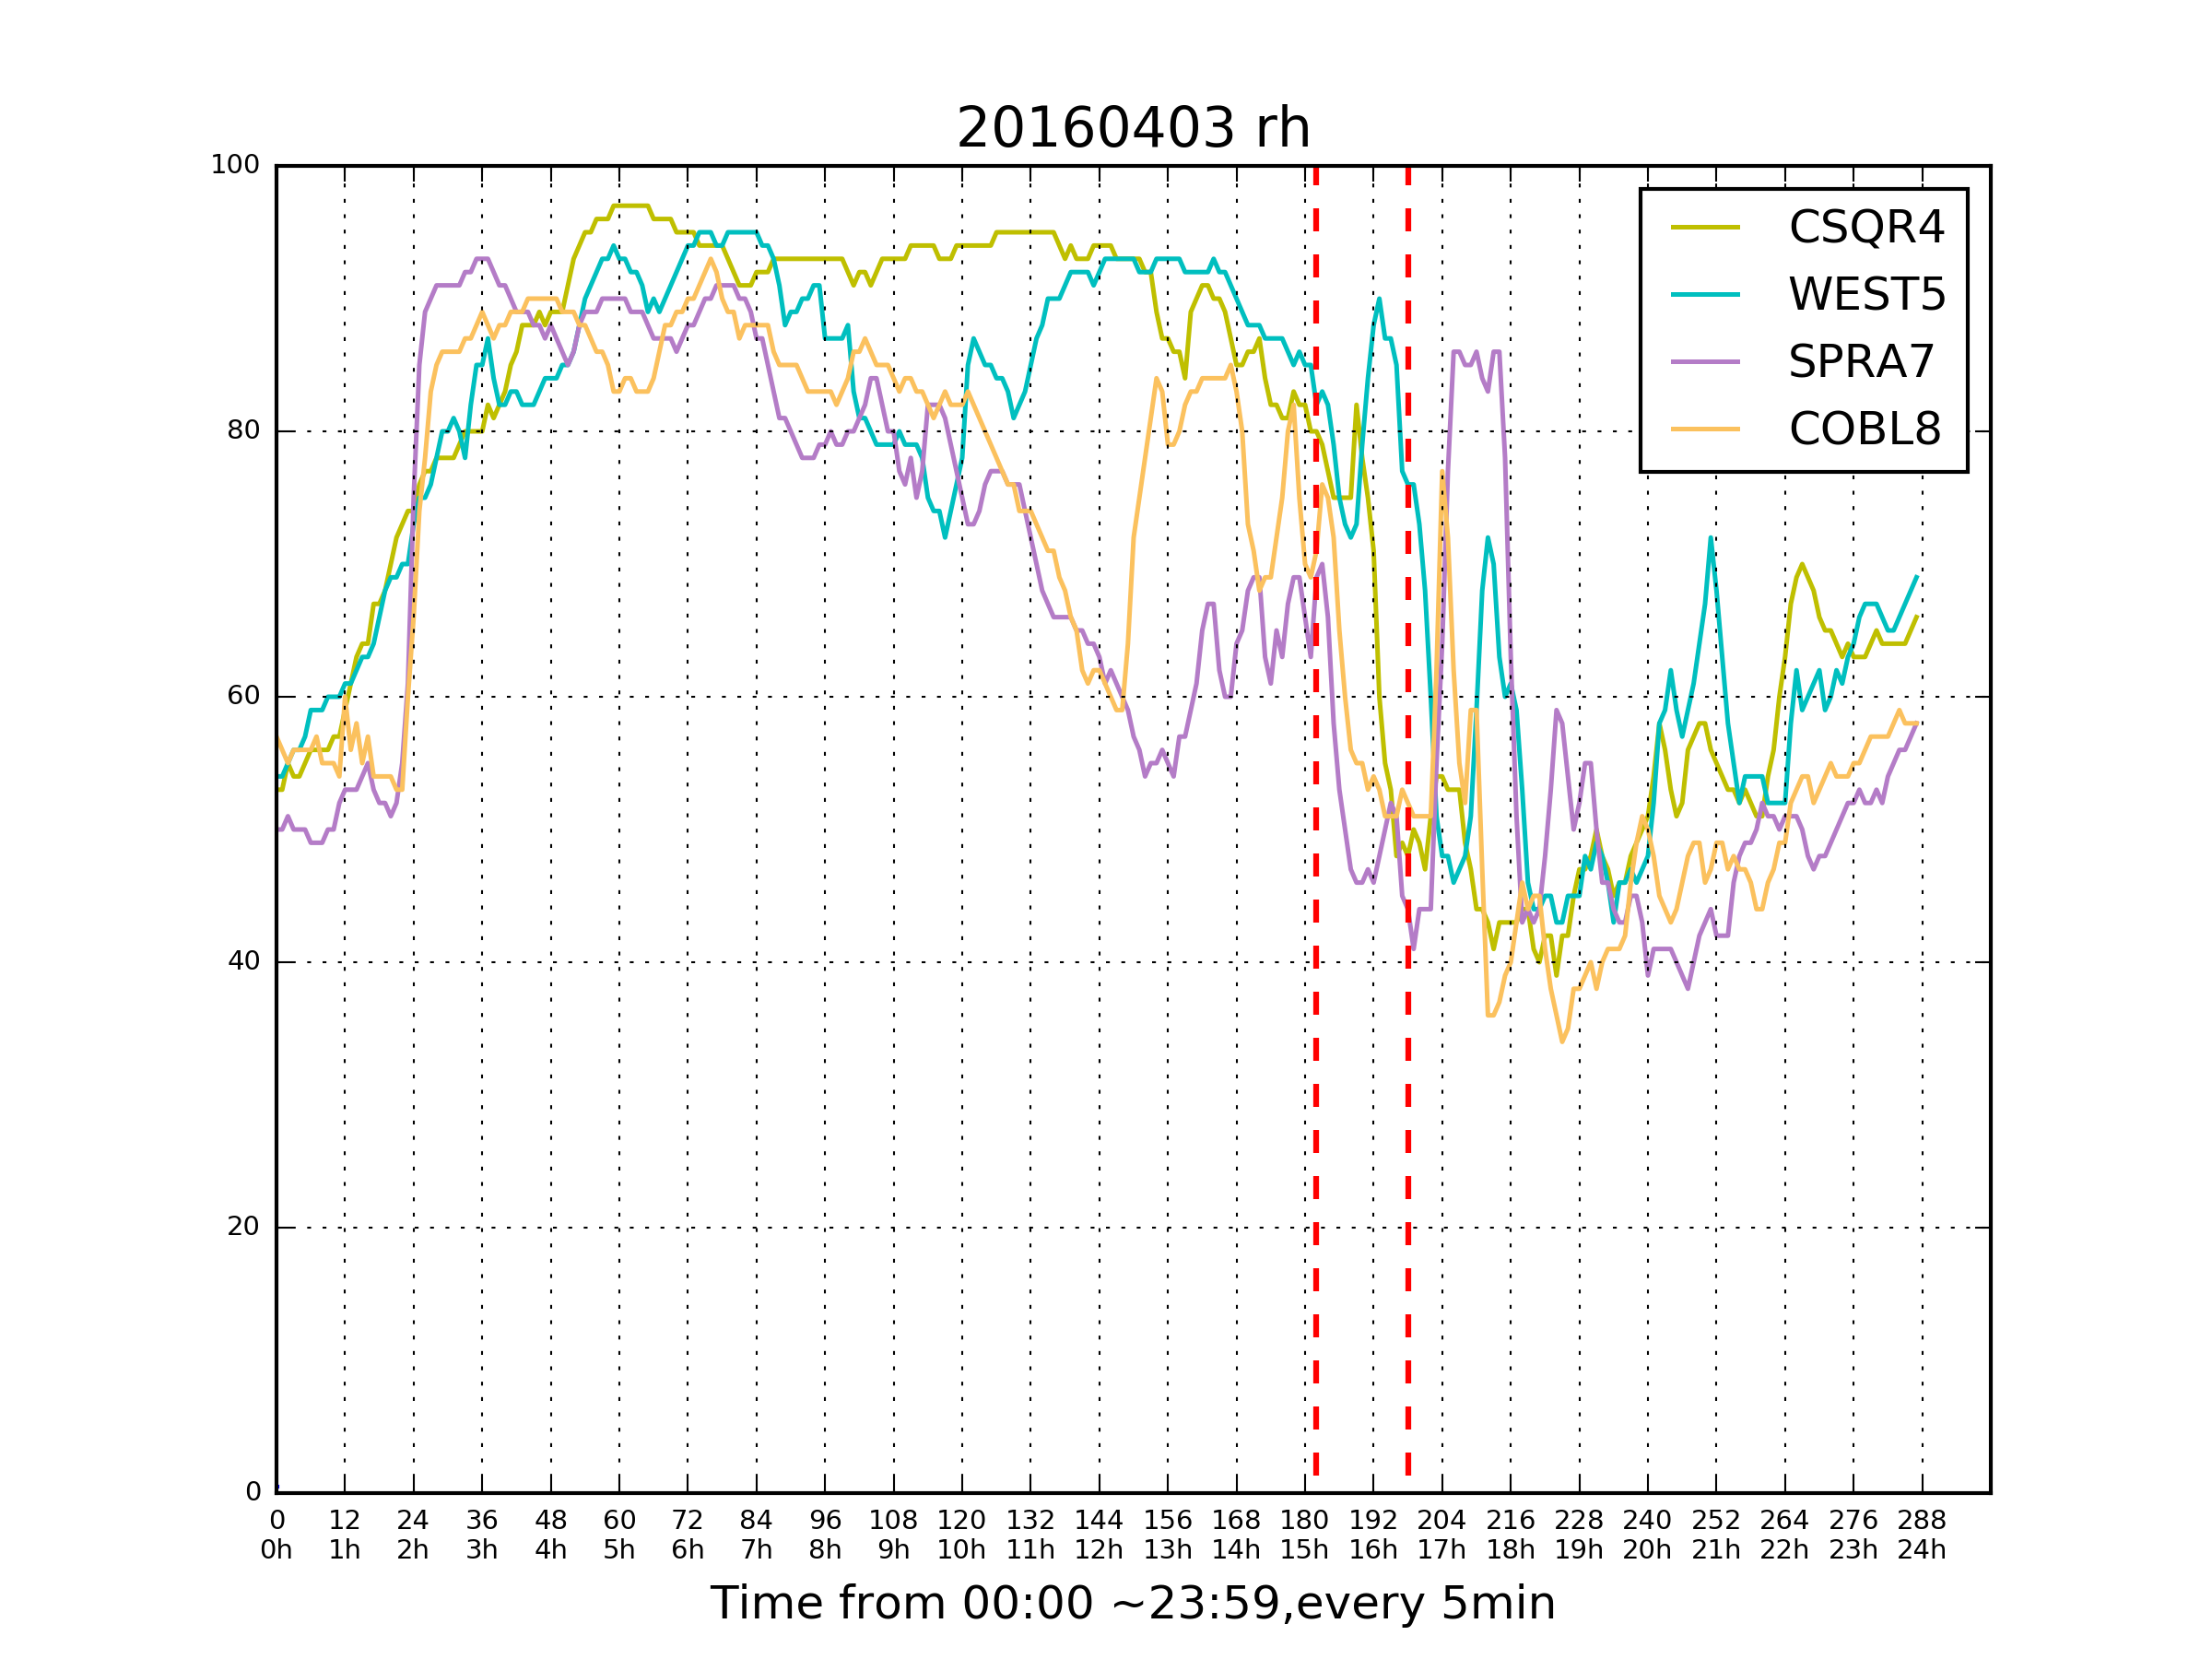 20160403 rh
100
80
60
40
20
0
CSQR4
WEST5
SPRA7
COBL8
0 12 24 36 48 60 72 84 96 108 120 132 144 156 168 180 192 204 216 228 240 252 264 276 288
0h 1h 2h 3h 4h 5h 6h 7h 8h 9h 10h 11h 12h 13h 14h 15h 16h 17h 18h 19h 20h 21h 22h 23h 24h
Time from 00:00 ~23:59,every 5min